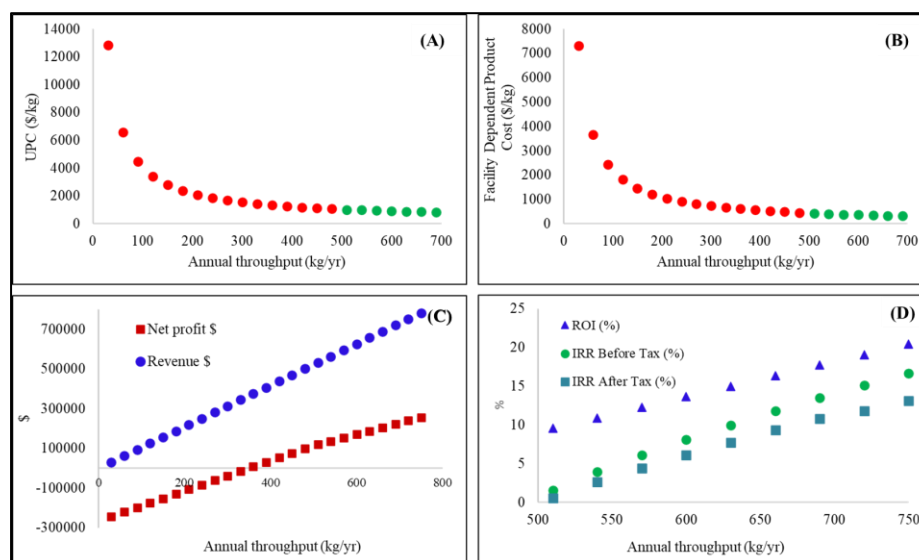 (A)
14000
12000
10000
8000
6000
4000
2000
0
UPC ($/kg)
0 100 200 300 400 500 600 700
Annual throughput (kg/yr)
(B)
8000
7000
6000
5000
4000
3000
2000
1000
0
Facility Dependent Product
Cost ($/kg)
0 100 200 300 400 500 600 700
Annual throughput (kg/yr)
(C)
700000
500000
300000
100000
-100000
-300000
$
Net profit $
Revenue $
0 200 400 600 800
Annual throughput (kg/yr)
(D)
25
20
15
10
5
0
%
ROI (%)
IRR Before Tax (%)
IRR After Tax (%)
500 550 600 650 700 750
Annual throughput (kg/yr)